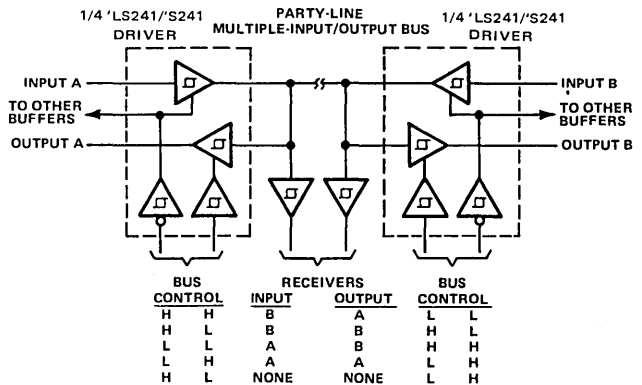 1/4 'LS241/'S241
DRIVER
PARTY-LINE
MULTIPLE-INPUT/OUTPUT BUS
1/4 'LS241/'S241
DRIVER
INPUT A
INPUT B
TO OTHER
BUFFERS
TO OTHER
BUFFERS
OUTPUT A
OUTPUT B
BUS RECEIVERS BUS
CONTROL INPUT OUTPUT CONTROL
H H B A L L
H L B B H L
L L A B H H
L H A A L H
H L NONE NONE L H